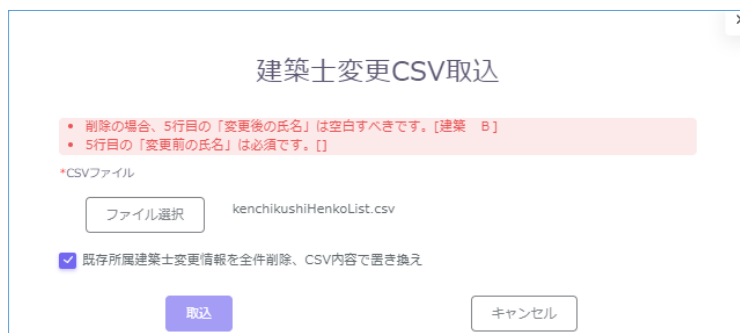 建築士変更CSV取込
• 削除の場合、5行目の「変更後の氏名」は空白すべきです。[建築　B]
• 5行目の「変更前の氏名」は必須です。[]
*CSVファイル
ファイル選択 kenchikushiHenkoList.csv
既存所属建築士変更情報を全件削除、CSV内容で置き換え
取込 キャンセル